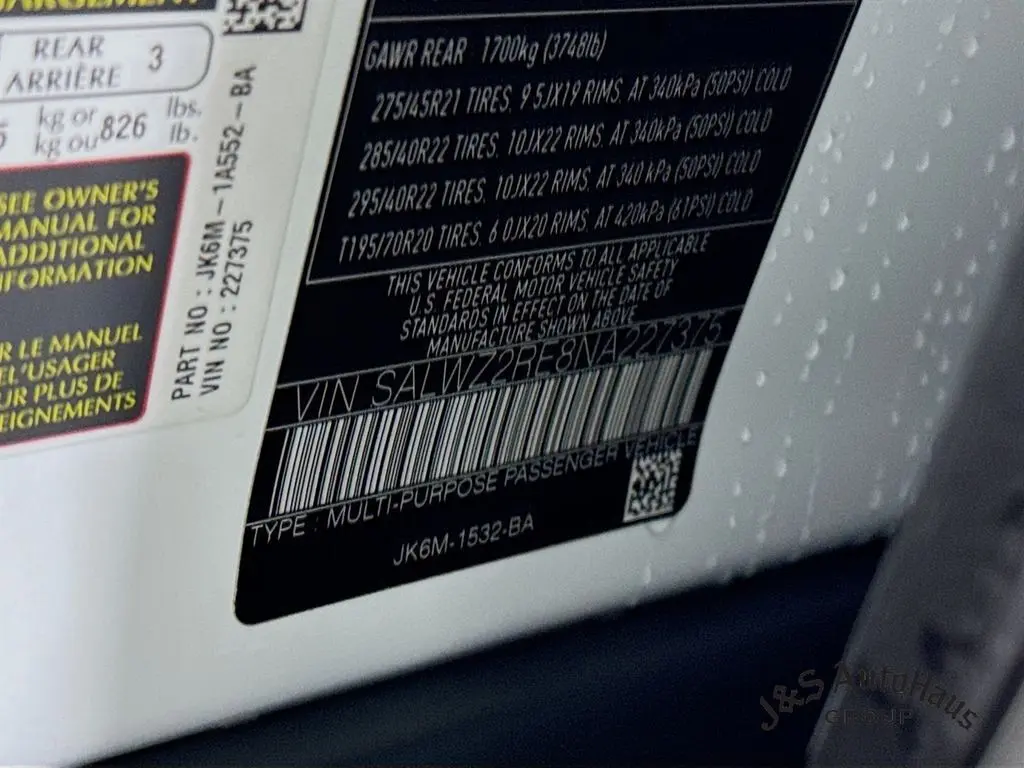 REAR
ARRIÈRE 3
kg or
kg ou 826 lbs.
lb.
SEE OWNER'S
MANUAL FOR
ADDITIONAL
INFORMATION
LE MANUEL
L'USAGER
PLUS DE
PART NO : JK6M-1A552-BA
VIN NO : 227375
GAWR REAR 1700kg (3748lb)
275/45R21 TIRES. 9 5JX19 RIMS. AT 340kPa (50PSI) COLD
285/40R22 TIRES. 10JX22 RIMS. AT 340kPa (50PSI) COLD
295/40R22 TIRES. 10JX22 RIMS. AT 340 kPa (50PSI) COLD
T195/70R20 TIRES. 6 0JX20 RIMS. AT 420kPa (61PSI) COLD
THIS VEHICLE CONFORMS TO ALL APPLICABLE
U.S. FEDERAL MOTOR VEHICLE SAFETY
STANDARDS IN EFFECT ON THE DATE OF
MANUFACTURE SHOWN ABOVE
VIN SALWZ2RE8NA227375
TYPE : MULTI-PURPOSE PASSENGER VEHICLE
JK6M-1532-BA
J&S AutoHaus
GROUP